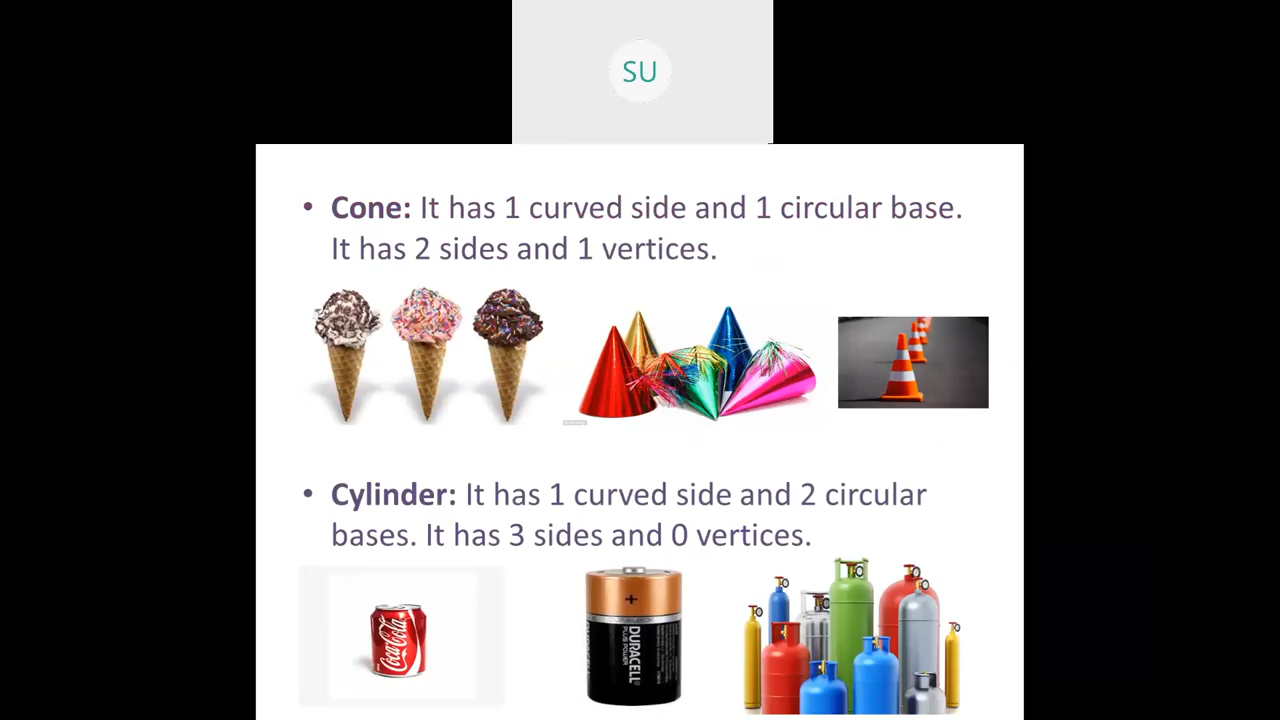 SU
• Cone: It has 1 curved side and 1 circular base.
It has 2 sides and 1 vertices.
• Cylinder: It has 1 curved side and 2 circular
bases. It has 3 sides and 0 vertices.
Coca-Cola
+
DURACELL
PLUS POWER